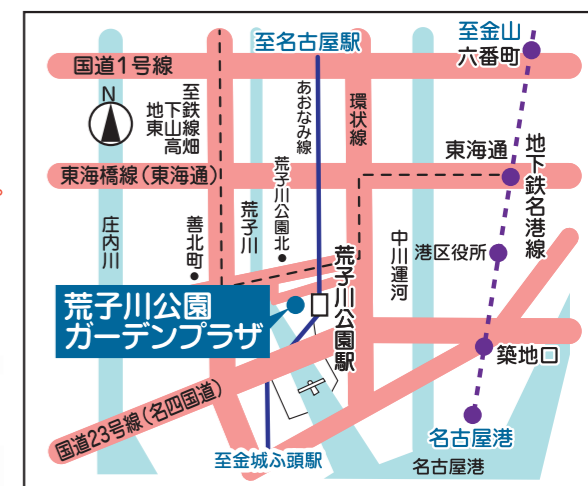 至名古屋駅
至金山
六番町
国道1号線
N
至
地下鉄
東山線
高畑
あおなみ線
環状線
東海橋線(東海通)
東海通
地下鉄名港線
庄内川
善北町
荒子川
荒子川公園北
荒子川公園駅
中川運河
港区役所
荒子川公園
ガーデンプラザ
築地口
国道23号線(名四国道)
至金城ふ頭駅
名古屋港
名古屋港